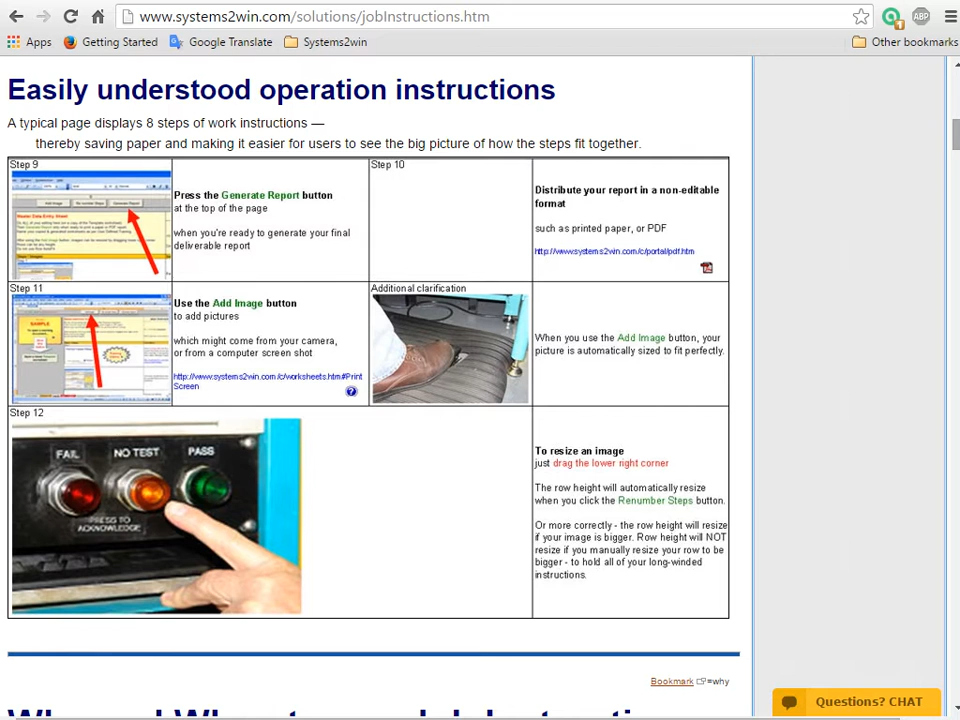 www.systems2win.com/solutions/jobInstructions.htm
Apps Getting Started Google Translate Systems2win Other bookmarks
Easily understood operation instructions
A typical page displays 8 steps of work instructions —
thereby saving paper and making it easier for users to see the big picture of how the steps fit together.
Step 9
Press the Generate Report button
at the top of the page
when you're ready to generate your final
deliverable report
Step 10
Distribute your report in a non-editable
format
such as printed paper, or PDF
http://www.systems2win.com/c/portal/pdf.htm
Step 11
SAMPLE
Use the Add Image button
to add pictures
which might come from your camera,
or from a computer screen shot
http://www.systems2win.com/c/worksheets.htm#Print
Screen
Additional clarification
When you use the Add Image button, your
picture is automatically sized to fit perfectly.
Step 12
FAIL NO TEST PASS
PRESS TO
ACKNOWLEDGE
To resize an image
just drag the lower right corner
The row height will automatically resize
when you click the Renumber Steps button.
Or more correctly - the row height will resize
if your image is bigger. Row height will NOT
resize if you manually resize your row to be
bigger - to hold all of your long-winded
instructions.
Bookmark =why
Questions? CHAT